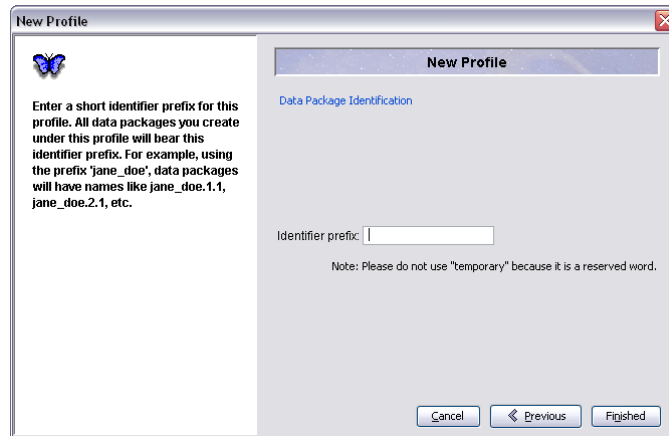 New Profile
Enter a short identifier prefix for this
profile. All data packages you create
under this profile will bear this
identifier prefix. For example, using
the prefix 'jane_doe', data packages
will have names like jane_doe.1.1,
jane_doe.2.1, etc.
New Profile
Data Package Identification
Identifier prefix:
Note: Please do not use "temporary" because it is a reserved word.
Cancel
Previous
Finished